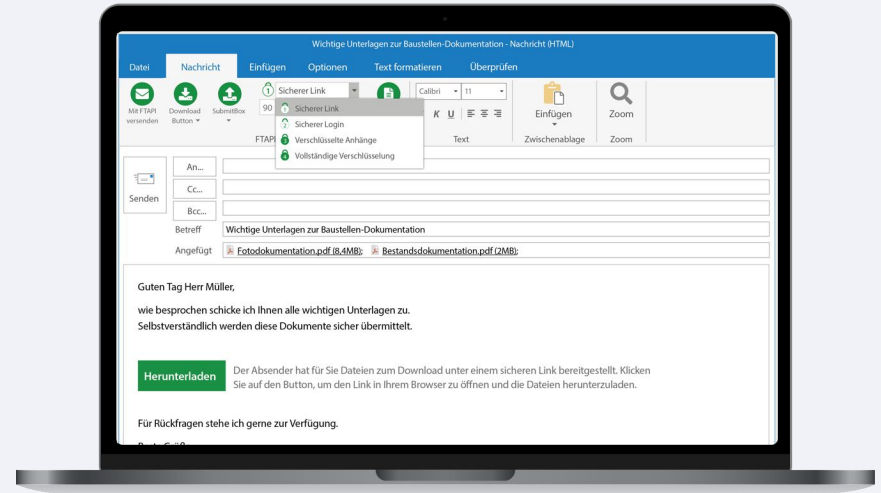 Wichtige Unterlagen zur Baustellen-Dokumentation - Nachricht (HTML)
Datei Nachricht Einfügen Optionen Text formatieren Überprüfen
1 Sicherer Link
Calibri 11
Mit FTAPI versenden
Download Button
SubmitBox
90
FTAPI
1 Sicherer Link
2 Sicherer Login
3 Verschlüsselte Anhänge
4 Vollständige Verschlüsselung
K U
Text
Einfügen
Zwischenablage
Zoom
Zoom
Senden
An...
Cc...
Bcc...
Betreff Wichtige Unterlagen zur Baustellen-Dokumentation
Angefügt Fotodokumentation.pdf (8,4MB); Bestandsdokumentation.pdf (2MB);
Guten Tag Herr Müller,
wie besprochen schicke ich Ihnen alle wichtigen Unterlagen zu.
Selbstverständlich werden diese Dokumente sicher übermittelt.
Herunterladen
Der Absender hat für Sie Dateien zum Download unter einem sicheren Link bereitgestellt. Klicken
Sie auf den Button, um den Link in Ihrem Browser zu öffnen und die Dateien herunterzuladen.
Für Rückfragen stehe ich gerne zur Verfügung.